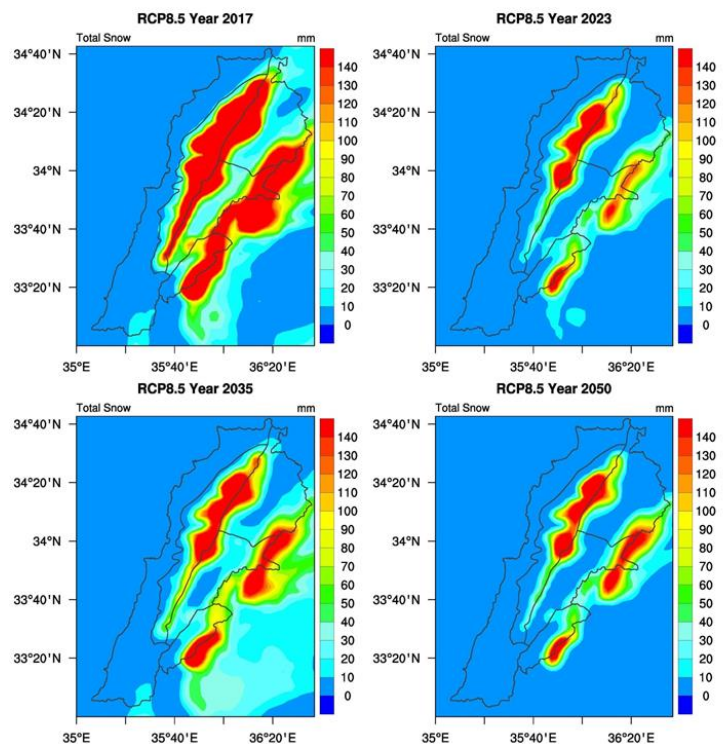 RCP8.5 Year 2017
Total Snow mm
34°40'N
34°20'N
34°N
33°40'N
33°20'N
35°E 35°40'E 36°20'E
140
130
120
110
100
90
80
70
60
50
40
30
20
10
0
RCP8.5 Year 2023
Total Snow mm
34°40'N
34°20'N
34°N
33°40'N
33°20'N
35°E 35°40'E 36°20'E
140
130
120
110
100
90
80
70
60
50
40
30
20
10
0
RCP8.5 Year 2035
Total Snow mm
34°40'N
34°20'N
34°N
33°40'N
33°20'N
35°E 35°40'E 36°20'E
140
130
120
110
100
90
80
70
60
50
40
30
20
10
0
RCP8.5 Year 2050
Total Snow mm
34°40'N
34°20'N
34°N
33°40'N
33°20'N
35°E 35°40'E 36°20'E
140
130
120
110
100
90
80
70
60
50
40
30
20
10
0